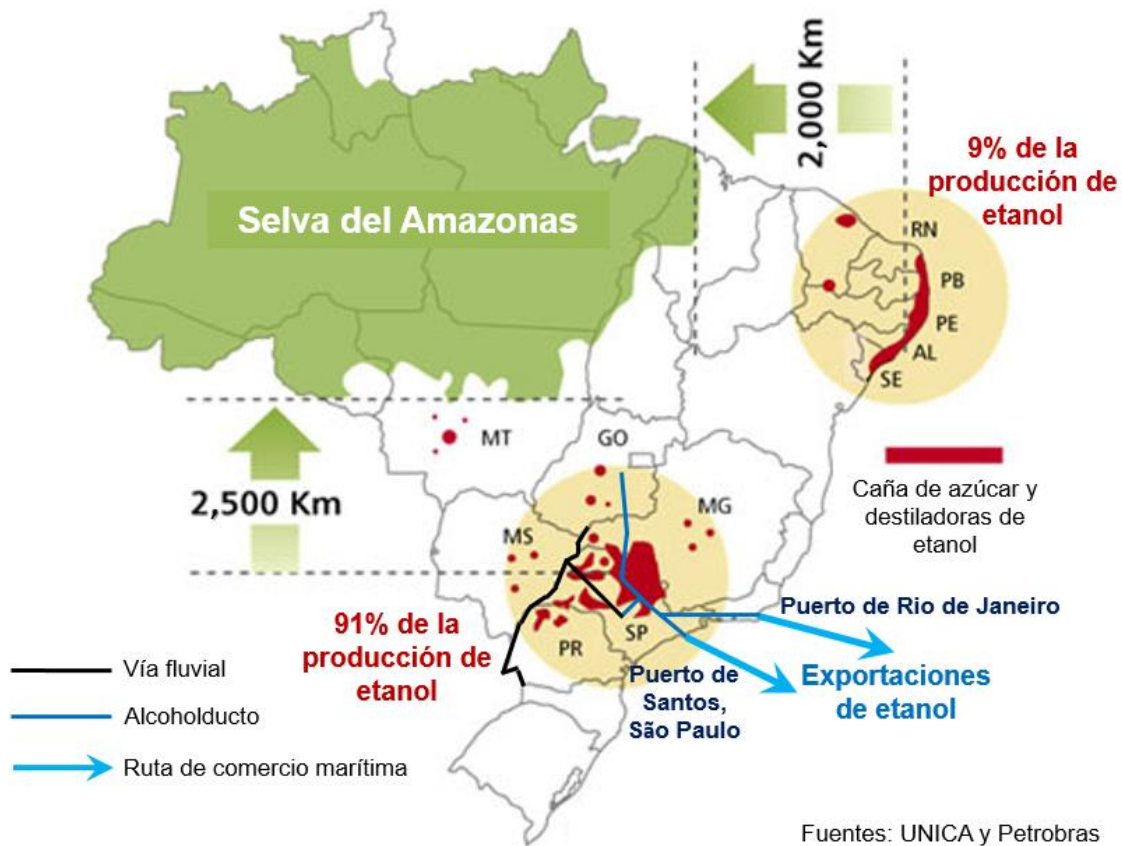 2,000 Km
9% de la
producción de
etanol
Selva del Amazonas
RN
PB
PE
AL
SE
MT
GO
2,500 Km
MG
MS
Caña de azúcar y
destiladoras de
etanol
91% de la
producción de
etanol
PR
SP
Puerto de Rio de Janeiro
Puerto de
Santos,
São Paulo
Exportaciones
de etanol
Vía fluvial
Alcoholducto
Ruta de comercio marítima
Fuentes: UNICA y Petrobras